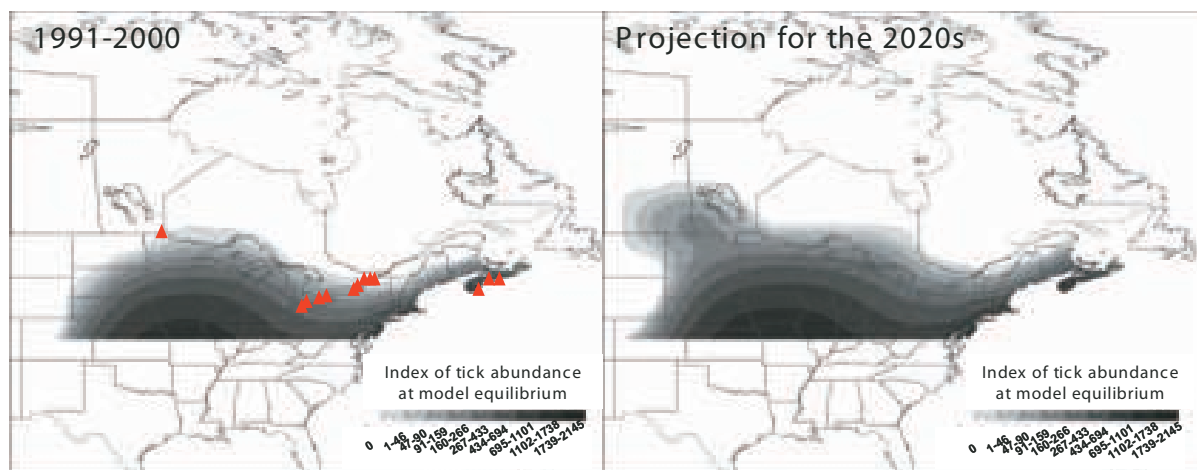 1991-2000
Projection for the 2020s
Index of tick abundance
at model equilibrium
0 1-46 47-90 91-159 160-266 267-433 434-694 695-1101 1102-1738 1739-2145
Index of tick abundance
at model equilibrium
0 1-46 47-90 91-159 160-266 267-433 434-694 695-1101 1102-1738 1739-2145